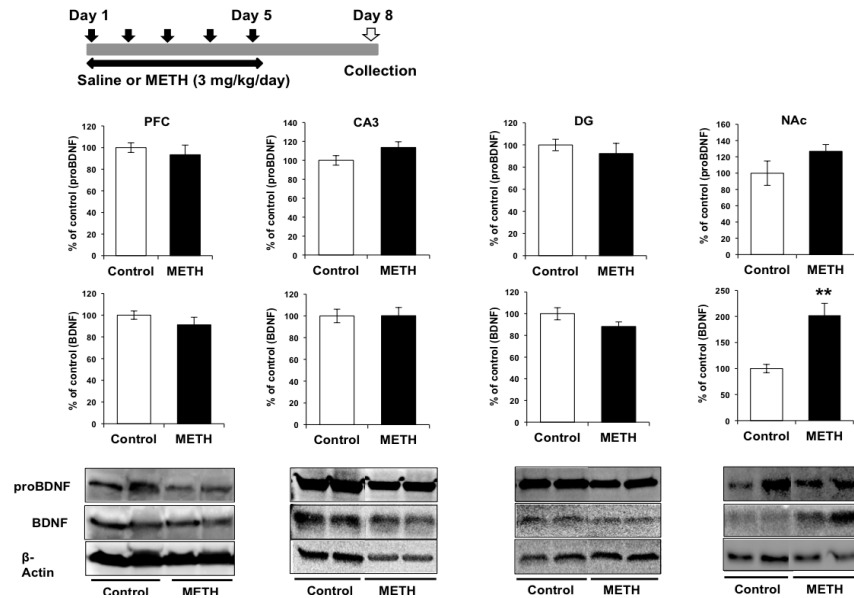 Day 1
Day 5
Day 8
Saline or METH (3 mg/kg/day)
Collection
PFC
% of control (proBDNF)
120
100
80
60
40
20
0
Control
METH
CA3
% of control (proBDNF)
140
120
100
80
60
40
20
0
Control
METH
DG
% of control (proBDNF)
120
100
80
60
40
20
0
Control
METH
NAc
% of control (proBDNF)
160
140
120
100
80
60
40
20
0
Control
METH
% of control (BDNF)
120
100
80
60
40
20
0
Control
METH
% of control (BDNF)
120
100
80
60
40
20
0
Control
METH
% of control (BDNF)
120
100
80
60
40
20
0
Control
METH
% of control (BDNF)
250
200
150
100
50
0
**
Control
METH
proBDNF
BDNF
β-
Actin
Control
METH
Control
METH
Control
METH
Control
METH